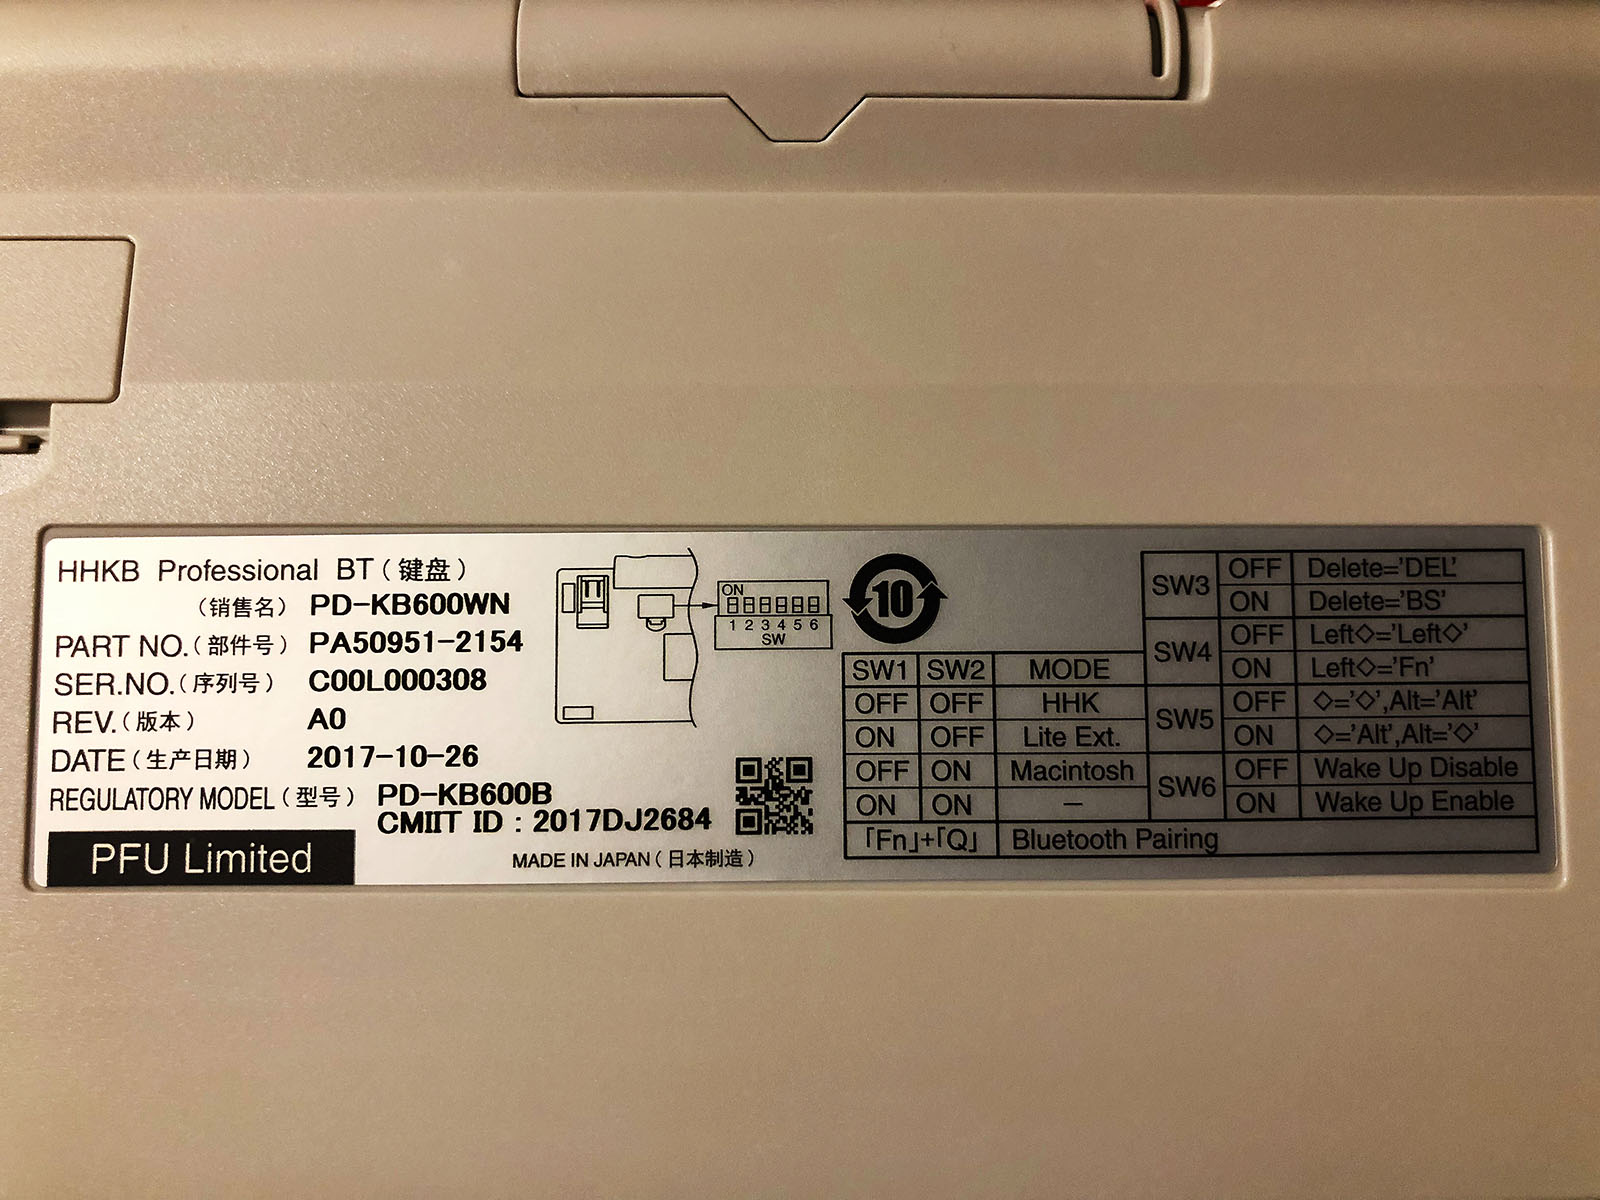 HHKB Professional BT（键盘）
（销售名） PD-KB600WN
PART NO.（部件号） PA50951-2154
SER.NO.（序列号） C00L000308
REV.（版本） A0
DATE（生产日期） 2017-10-26
REGULATORY MODEL（型号） PD-KB600B
CMIIT ID : 2017DJ2684
PFU Limited
MADE IN JAPAN（日本制造）
ON
1 2 3 4 5 6
SW
10
SW1 SW2 MODE
OFF OFF HHK
ON OFF Lite Ext.
OFF ON Macintosh
ON ON —
「Fn」+「Q」 Bluetooth Pairing
SW3 OFF Delete='DEL'
ON Delete='BS'
SW4 OFF Left◇='Left◇'
ON Left◇='Fn'
SW5 OFF ◇='◇',Alt='Alt'
ON ◇='Alt',Alt='◇'
SW6 OFF Wake Up Disable
ON Wake Up Enable